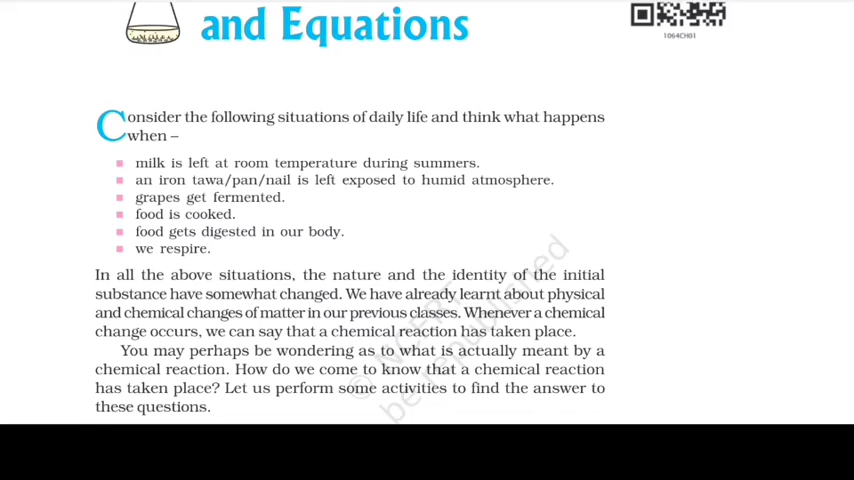 and Equations
1064CH01
Consider the following situations of daily life and think what happens
when –
milk is left at room temperature during summers.
an iron tawa/pan/nail is left exposed to humid atmosphere.
grapes get fermented.
food is cooked.
food gets digested in our body.
we respire.
In all the above situations, the nature and the identity of the initial
substance have somewhat changed. We have already learnt about physical
and chemical changes of matter in our previous classes. Whenever a chemical
change occurs, we can say that a chemical reaction has taken place.
You may perhaps be wondering as to what is actually meant by a
chemical reaction. How do we come to know that a chemical reaction
has taken place? Let us perform some activities to find the answer to
these questions.
© NCERT
be republished